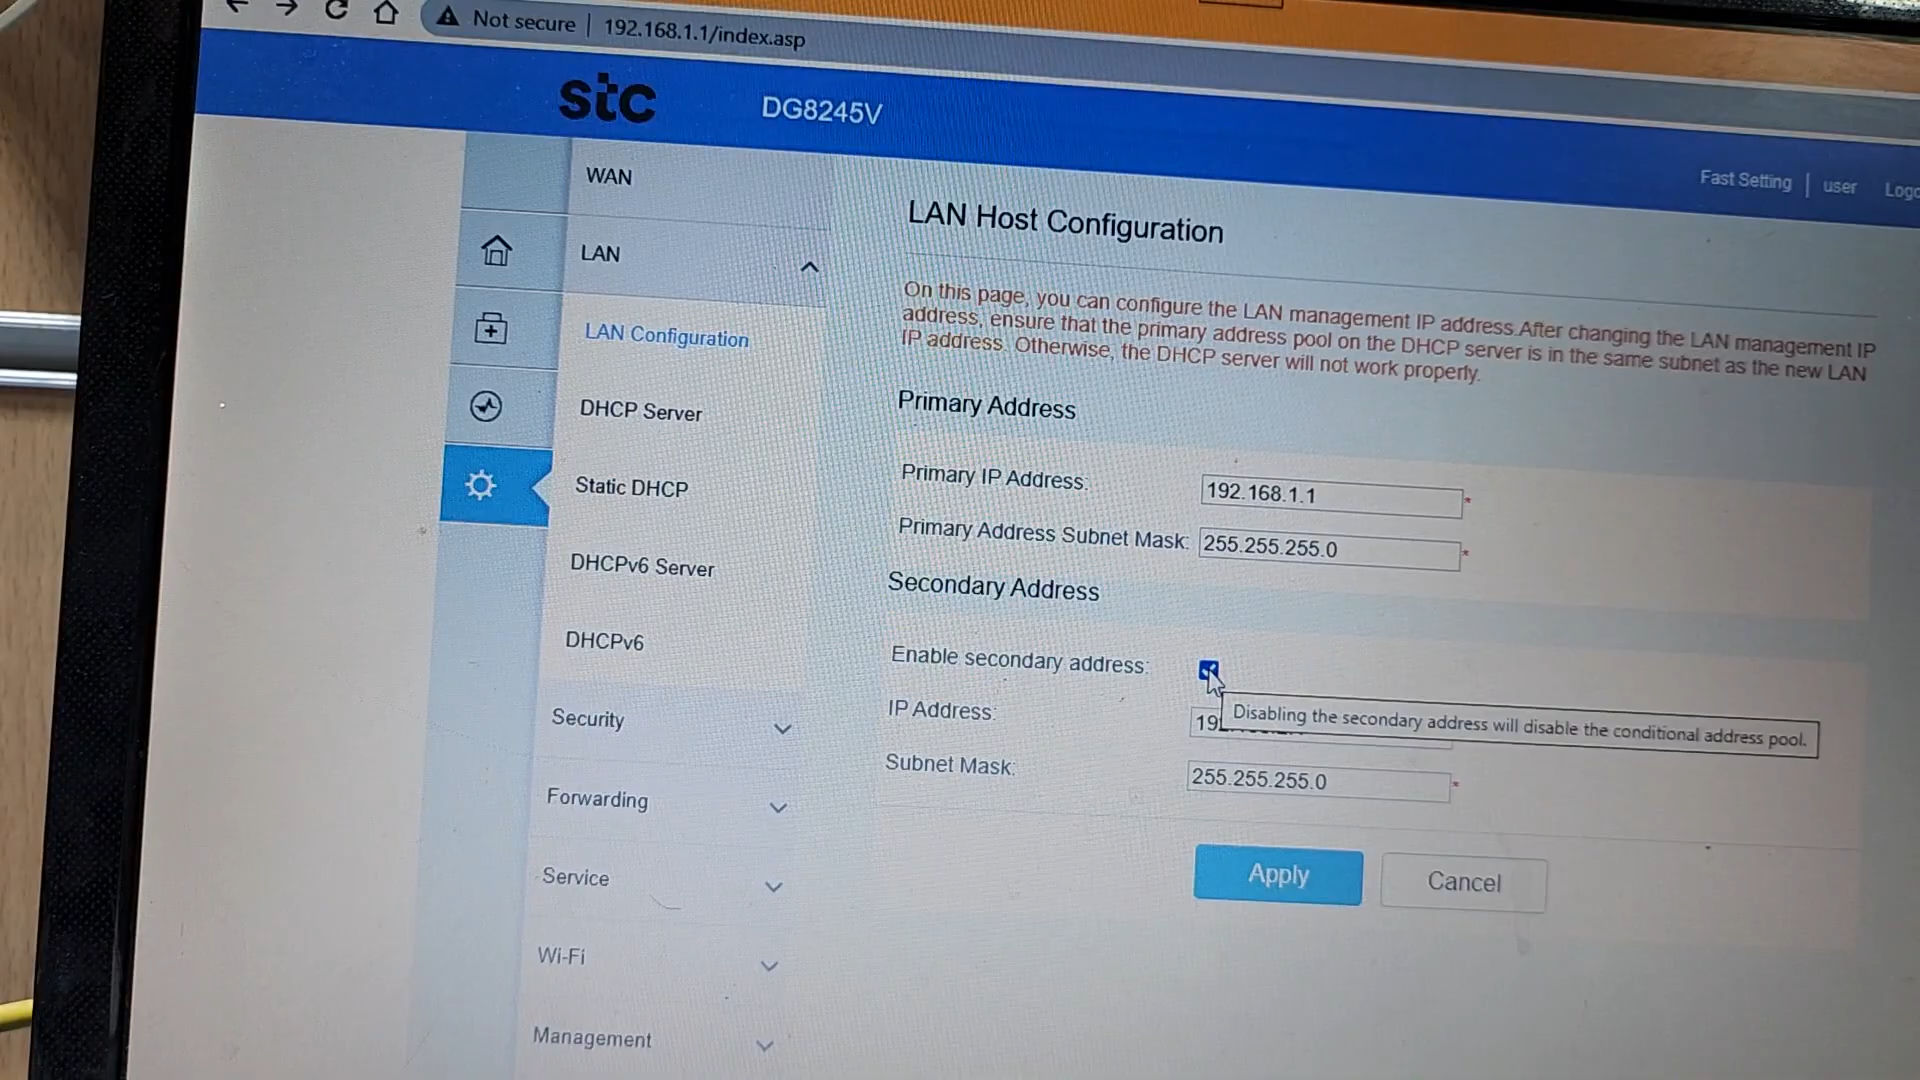 Not secure | 192.168.1.1/index.asp
stc
DG8245V
Fast Setting | user
WAN
LAN
LAN Configuration
DHCP Server
Static DHCP
DHCPv6 Server
DHCPv6
Security
Forwarding
Service
Wi-Fi
Management
LAN Host Configuration
On this page, you can configure the LAN management IP address.After changing the LAN management IP
address, ensure that the primary address pool on the DHCP server is in the same subnet as the new LAN
IP address. Otherwise, the DHCP server will not work properly.
Primary Address
Primary IP Address: 192.168.1.1 *
Primary Address Subnet Mask: 255.255.255.0 *
Secondary Address
Enable secondary address:
Disabling the secondary address will disable the conditional address pool.
IP Address:
Subnet Mask: 255.255.255.0 *
Apply
Cancel